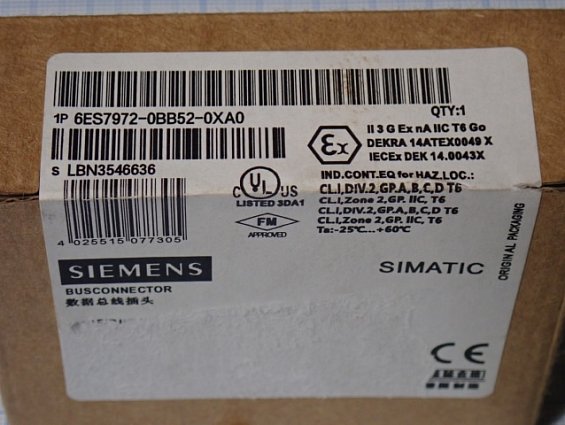 1P 6ES7972-0BB52-0XA0
QTY:1
S LBN3546636
Ex
II 3 G Ex nA IIC T6 Gc
DEKRA 14ATEX0049 X
IECEx DEK 14.0043X
IND.CONT.EQ for HAZ.LOC.:
CL.I,DIV.2,GP.A,B,C,D T6
CL.I,Zone 2,GP. IIC, T6
CL.I,DIV.2,GP.A,B,C,D T6
CL.I,Zone 2,GP. IIC, T6
Ta:-25°C...+60°C
C UL US
LISTED 3DA1
FM
APPROVED
4 025515 077305
SIEMENS
SIMATIC
BUSCONNECTOR
数据总线插头
ORIGINAL PACKAGING
CE